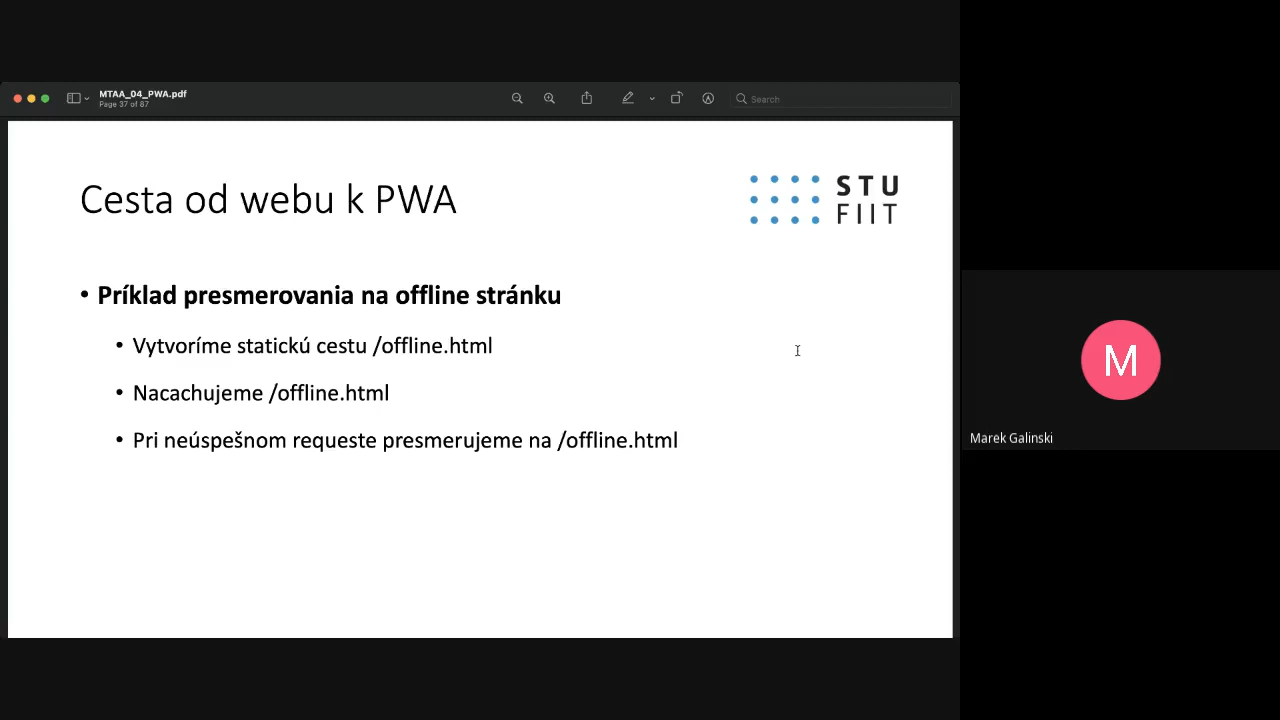 MTAA_04_PWA.pdf
Page 37 of 87
Search
Cesta od webu k PWA
STU
FIIT
• Príklad presmerovania na offline stránku
• Vytvoríme statickú cestu /offline.html
• Nacachujeme /offline.html
• Pri neúspešnom requeste presmerujeme na /offline.html
M
Marek Galinski